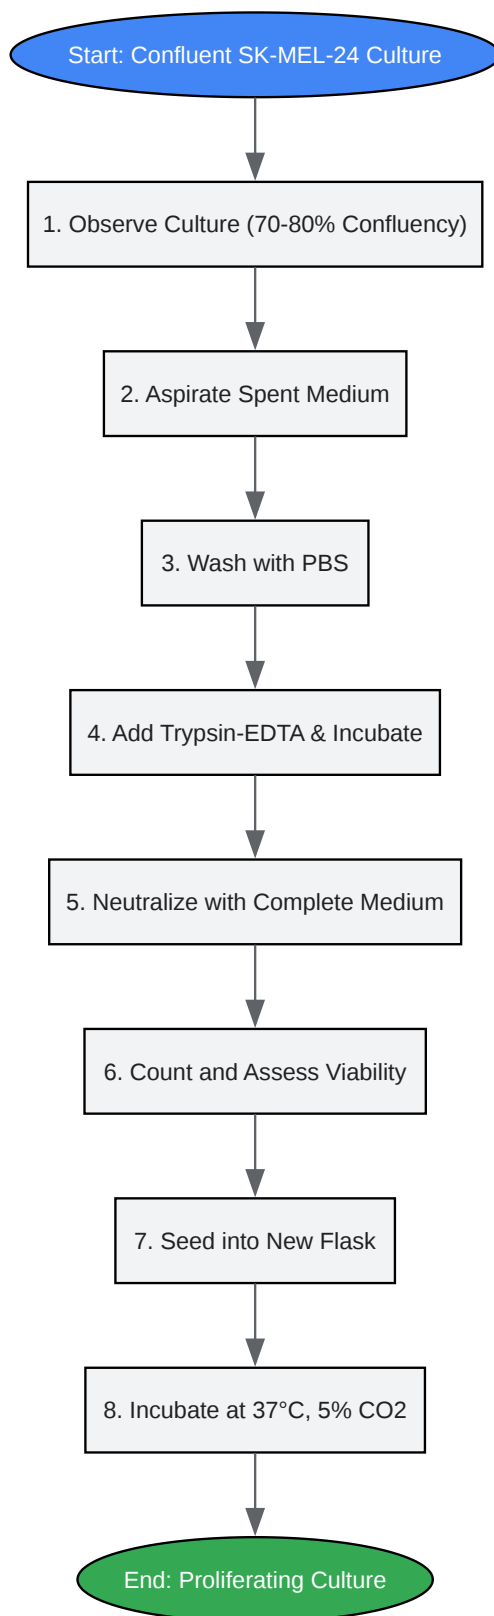 Start: Confluent SK-MEL-24 Culture
1. Observe Culture (70-80% Confluency)
2. Aspirate Spent Medium
3. Wash with PBS
4. Add Trypsin-EDTA & Incubate
5. Neutralize with Complete Medium
6. Count and Assess Viability
7. Seed into New Flask
8. Incubate at 37°C, 5% CO2
End: Proliferating Culture